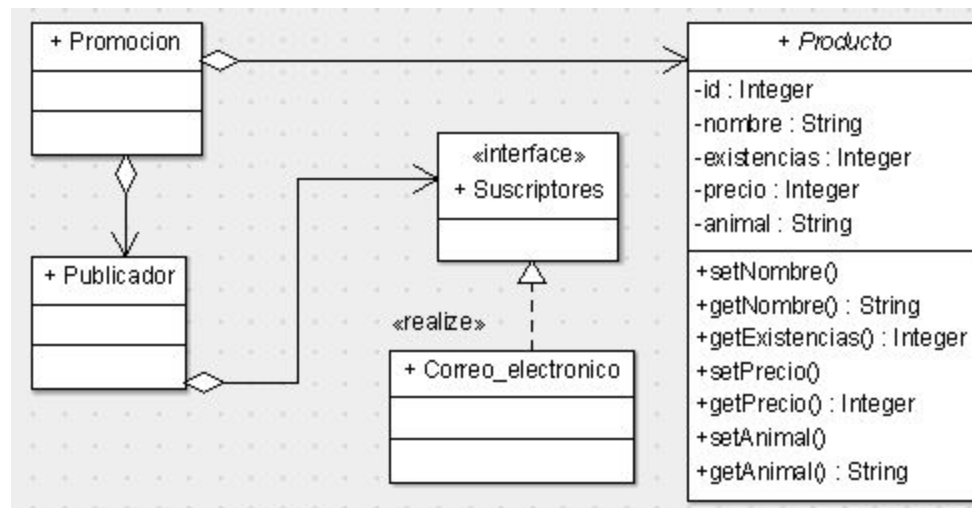 + Promocion
+ Producto
-id : Integer
-nombre : String
-existencias : Integer
-precio : Integer
-animal : String
+setNombre()
+getNombre() : String
+getExistencias() : Integer
+setPrecio()
+getPrecio() : Integer
+setAnimal()
+getAnimal() : String
«interface»
+ Suscriptores
+ Publicador
«realize»
+ Correo_electronico